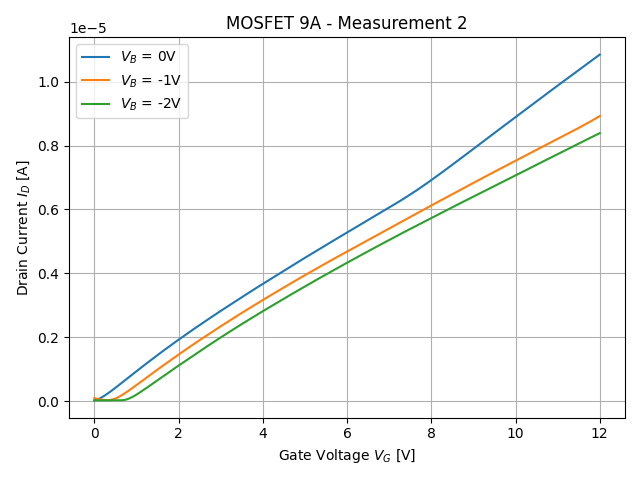 MOSFET 9A - Measurement 2
1e−5
V_B = 0V
V_B = -1V
V_B = -2V
1.0
0.8
0.6
0.4
0.2
0.0
Drain Current I_D [A]
0 2 4 6 8 10 12
Gate Voltage V_G [V]